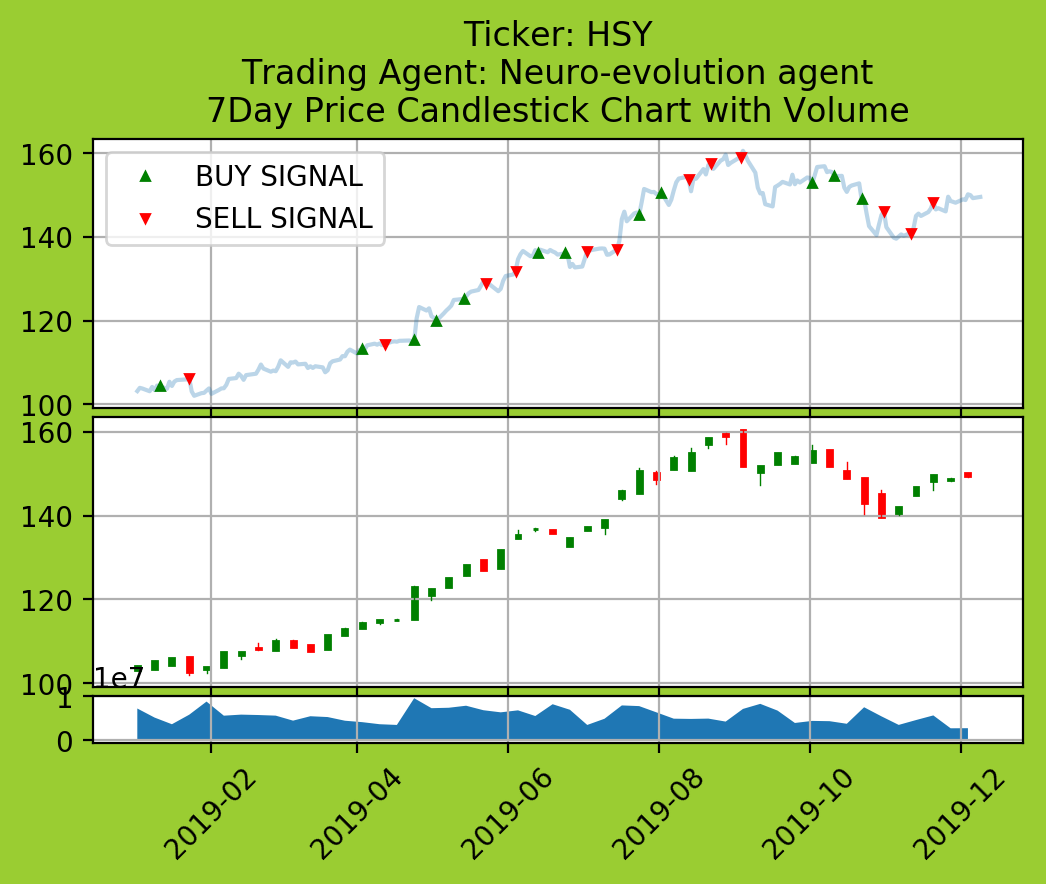 Ticker: HSY
Trading Agent: Neuro-evolution agent
7Day Price Candlestick Chart with Volume
BUY SIGNAL
SELL SIGNAL
160
140
120
100
160
140
120
100
1e7
1
0
2019-02
2019-04
2019-06
2019-08
2019-10
2019-12